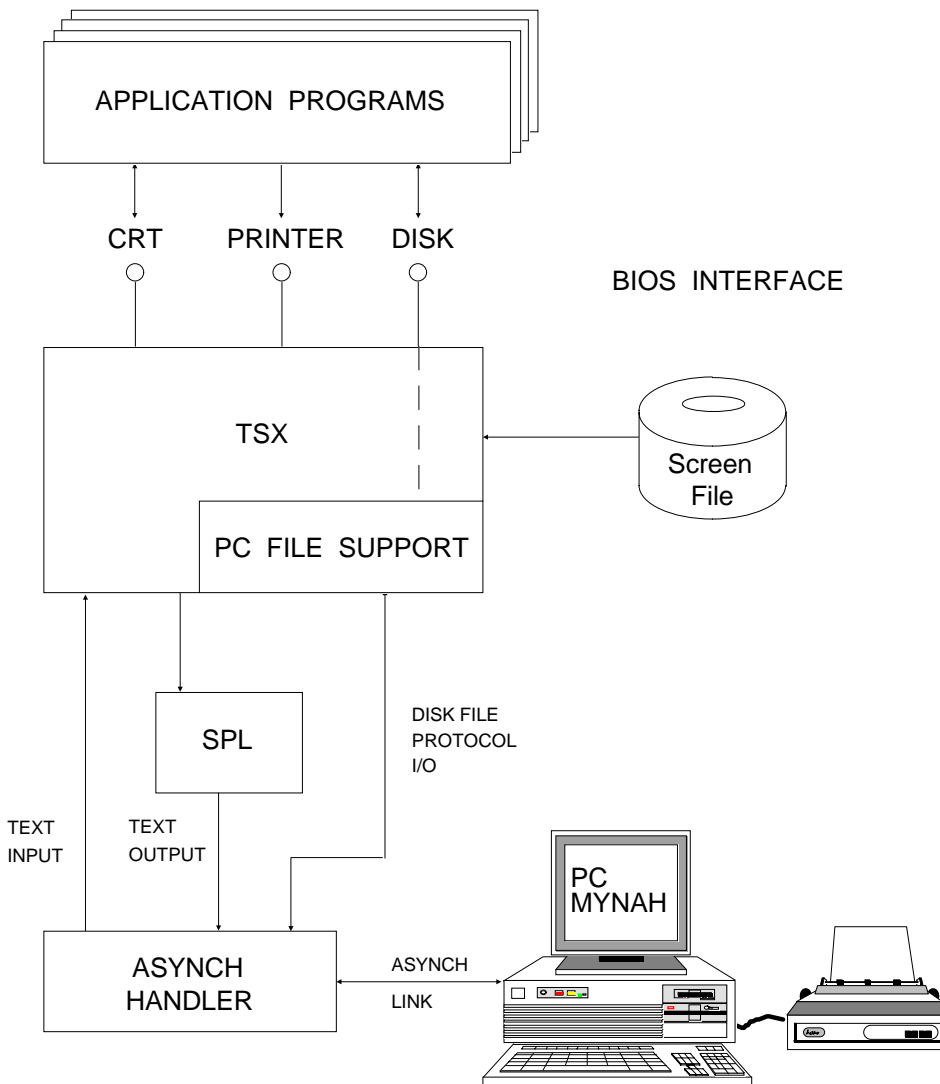 APPLICATION PROGRAMS
CRT
PRINTER
DISK
BIOS INTERFACE
TSX
Screen
File
PC FILE SUPPORT
SPL
DISK FILE
PROTOCOL
I/O
TEXT
INPUT
TEXT
OUTPUT
PC
MYNAH
ASYNCH
HANDLER
ASYNCH
LINK